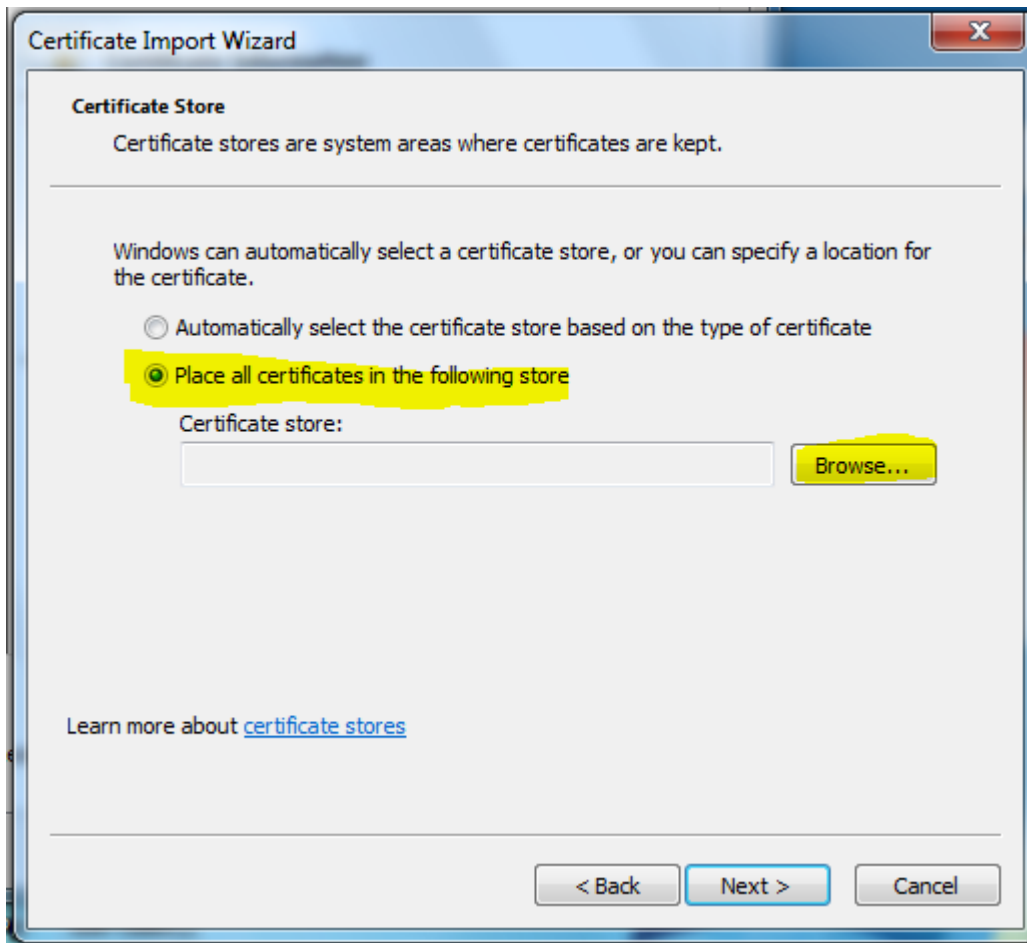 Certificate Import Wizard
Certificate Store
Certificate stores are system areas where certificates are kept.
Windows can automatically select a certificate store, or you can specify a location for
the certificate.
Automatically select the certificate store based on the type of certificate
Place all certificates in the following store
Certificate store:
Browse...
Learn more about certificate stores
< Back Next > Cancel